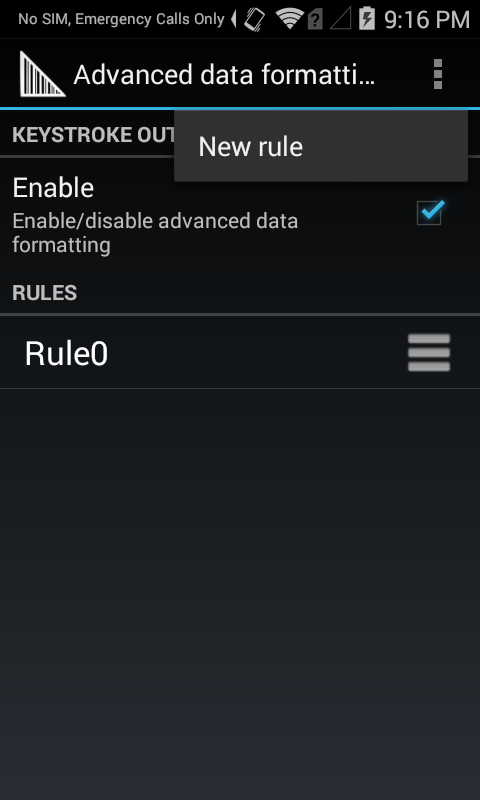 No SIM, Emergency Calls Only
9:16 PM
Advanced data formatti...
New rule
KEYSTROKE OUT
Enable
Enable/disable advanced data
formatting
RULES
Rule0